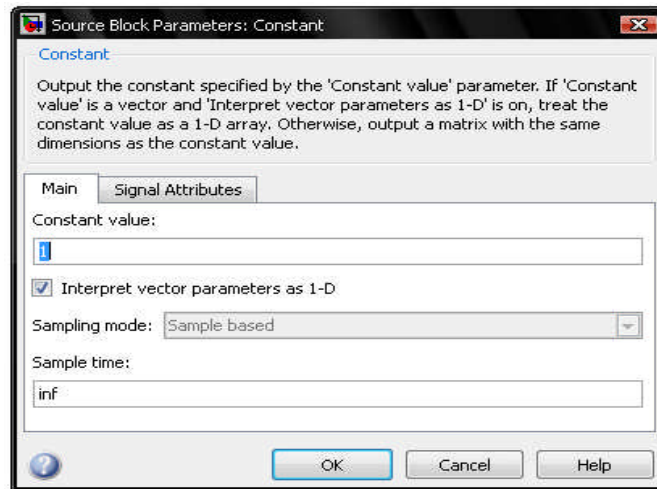 Source Block Parameters: Constant
Constant
Output the constant specified by the 'Constant value' parameter. If 'Constant
value' is a vector and 'Interpret vector parameters as 1-D' is on, treat the
constant value as a 1-D array. Otherwise, output a matrix with the same
dimensions as the constant value.
Main Signal Attributes
Constant value:
1
Interpret vector parameters as 1-D
Sampling mode: Sample based
Sample time:
inf
OK Cancel Help